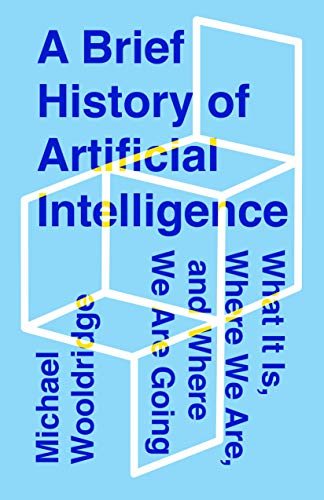 A Brief
History of
Artificial
Intelligence
What It Is,
Where We Are,
and Where
We Are Going
Michael
Wooldridge